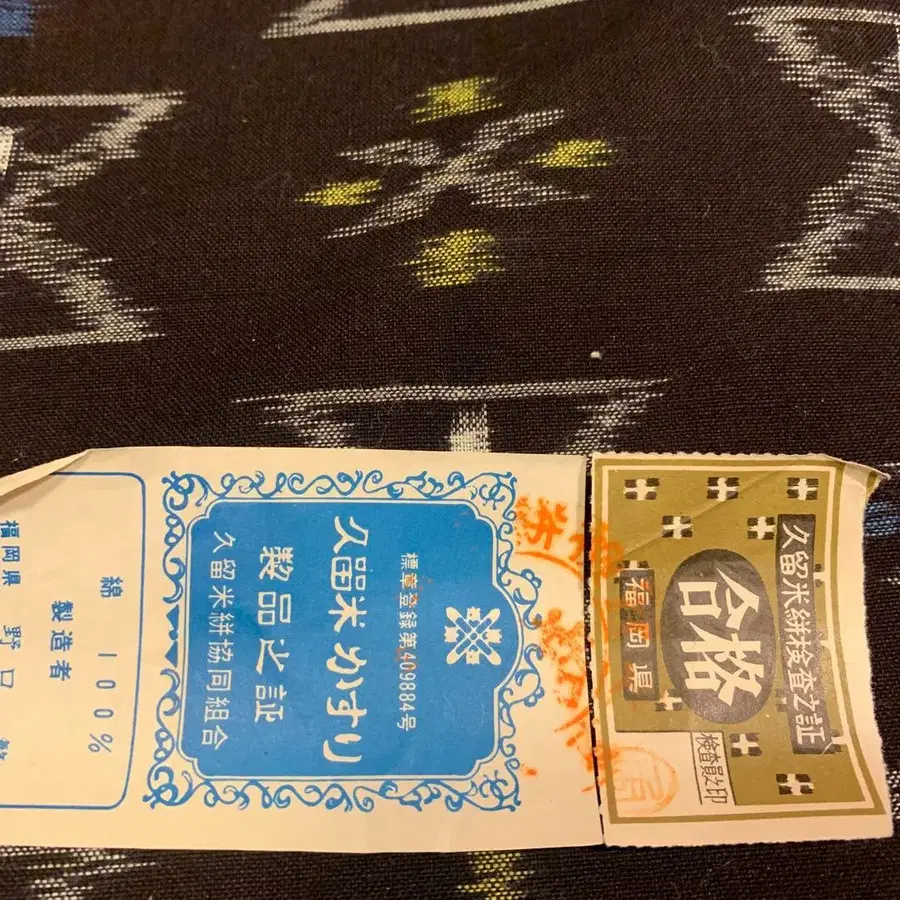 久留米絣検査之証
合格
福岡県
検査員之印
標章登録第409884号
久留米かすり
製品之証
久留米絣協同組合
綿 100%
製造者
福岡県 野口